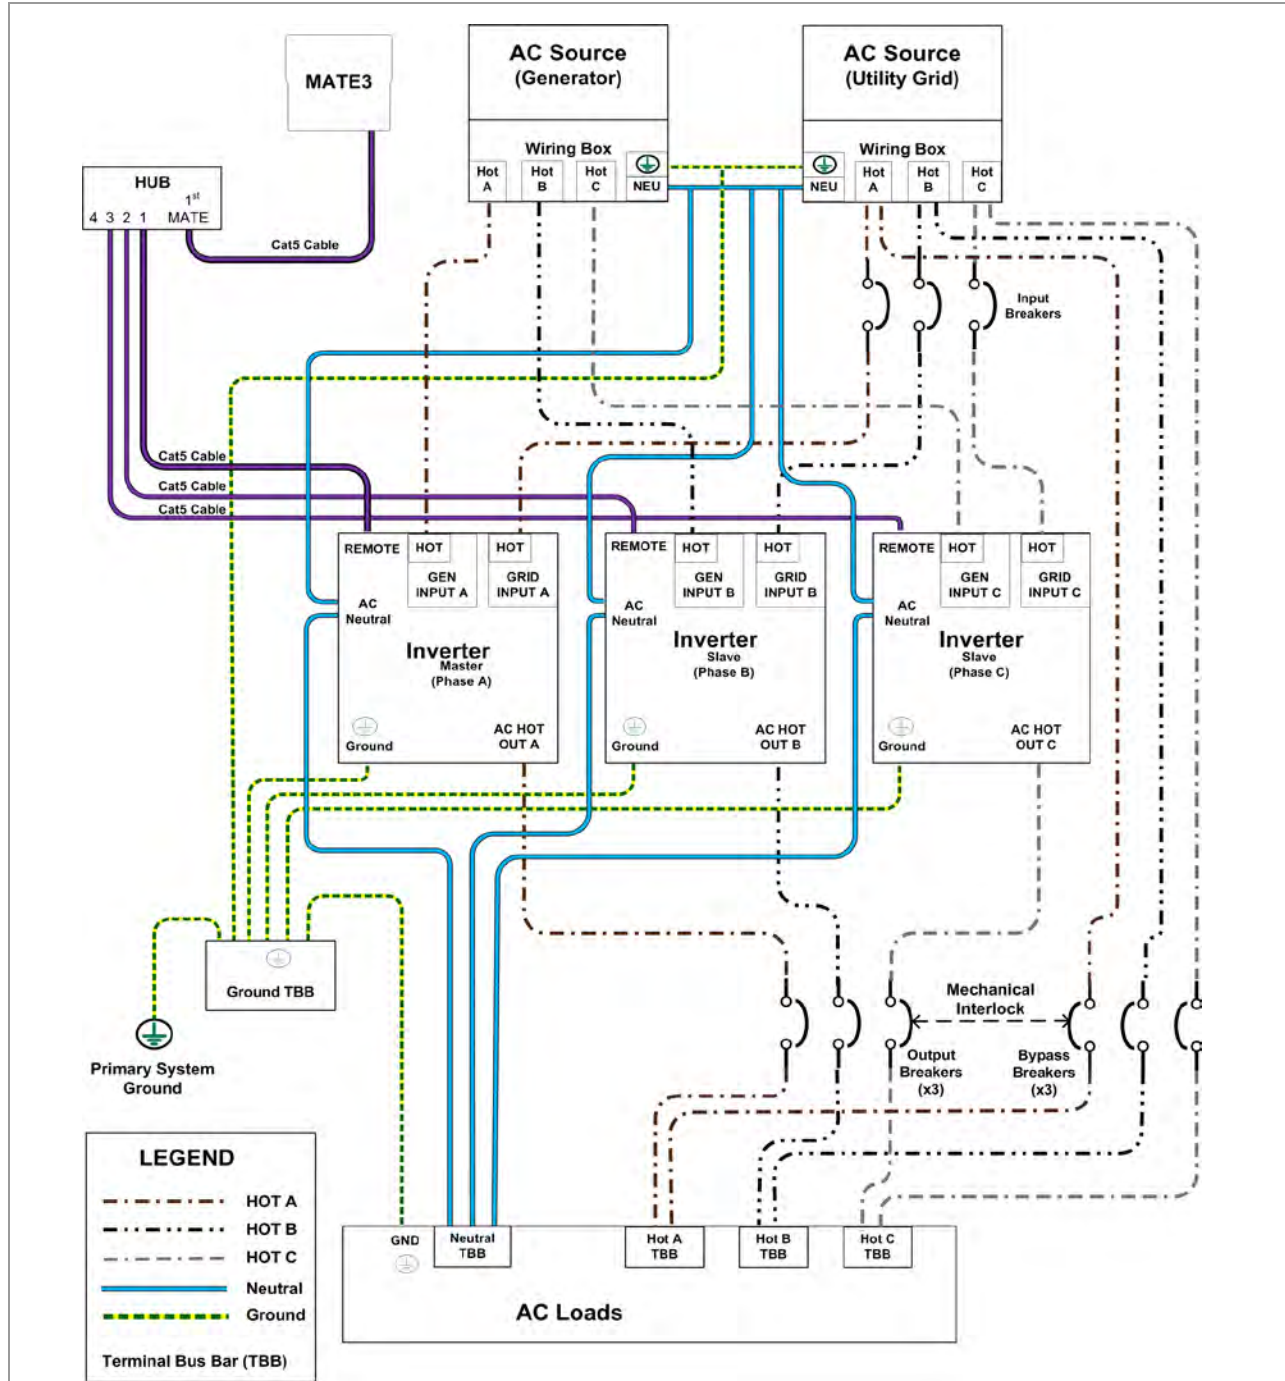 MATE3
AC Source
(Generator)
Wiring Box
Hot
A
Hot
B
Hot
C
NEU
AC Source
(Utility Grid)
Wiring Box
NEU
Hot
A
Hot
B
Hot
C
HUB
1st
4 3 2 1 MATE
Cat5 Cable
Input
Breakers
Cat5 Cable
Cat5 Cable
Cat5 Cable
REMOTE
HOT
HOT
GEN
INPUT A
GRID
INPUT A
AC
Neutral
Inverter
Master
(Phase A)
Ground
AC HOT
OUT A
REMOTE
HOT
HOT
GEN
INPUT B
GRID
INPUT B
AC
Neutral
Inverter
Slave
(Phase B)
Ground
AC HOT
OUT B
REMOTE
HOT
HOT
GEN
INPUT C
GRID
INPUT C
AC
Neutral
Inverter
Slave
(Phase C)
Ground
AC HOT
OUT C
Ground TBB
Primary System
Ground
Mechanical
Interlock
Output
Breakers
(x3)
Bypass
Breakers
(x3)
LEGEND
HOT A
HOT B
HOT C
Neutral
Ground
Terminal Bus Bar (TBB)
GND
Neutral
TBB
Hot A
TBB
Hot B
TBB
Hot C
TBB
AC Loads